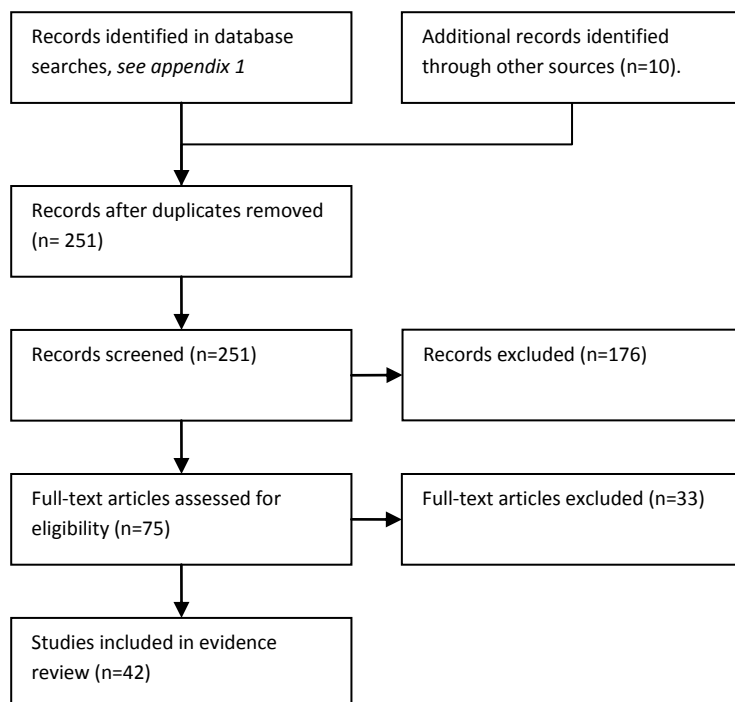 Records identified in database
searches, see appendix 1
Additional records identified
through other sources (n=10).
Records after duplicates removed
(n= 251)
Records screened (n=251)
Records excluded (n=176)
Full-text articles assessed for
eligibility (n=75)
Full-text articles excluded (n=33)
Studies included in evidence
review (n=42)